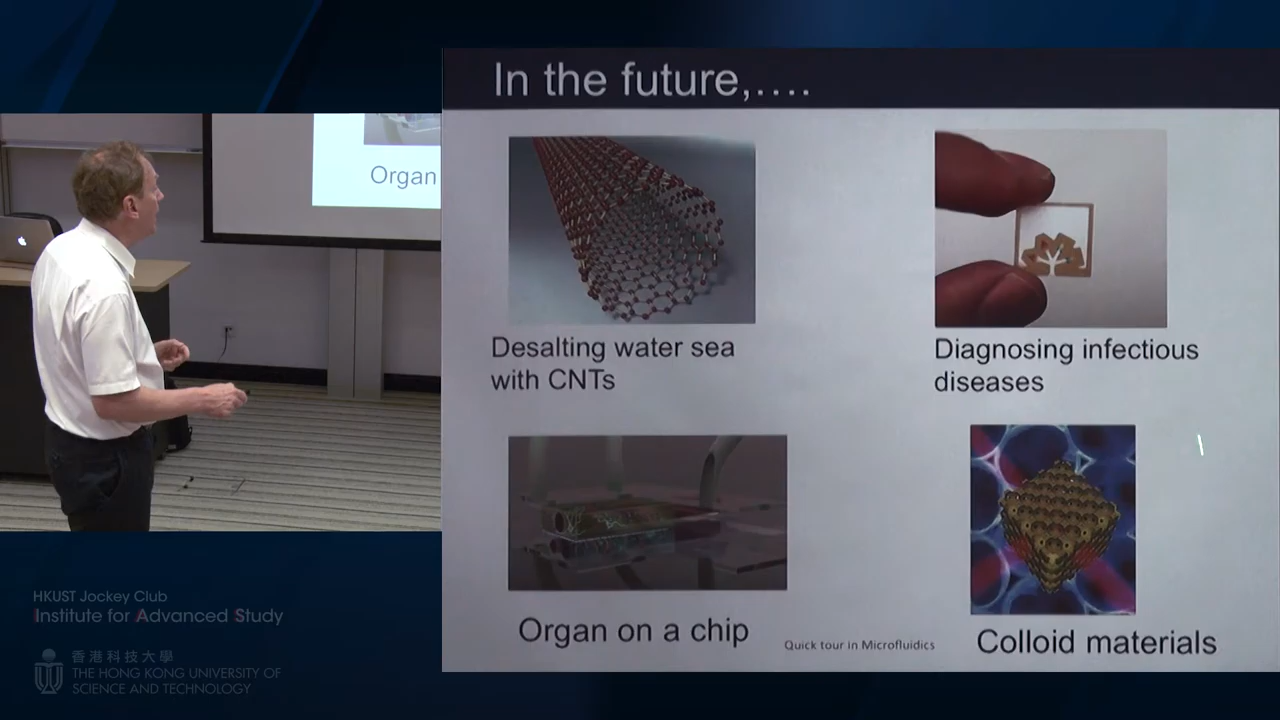 In the future,....
Organ
Desalting water sea
with CNTs
Diagnosing infectious
diseases
Organ on a chip
Quick tour in Microfluidics
Colloid materials
HKUST Jockey Club
Institute for Advanced Study
香港科技大學
THE HONG KONG UNIVERSITY OF
SCIENCE AND TECHNOLOGY